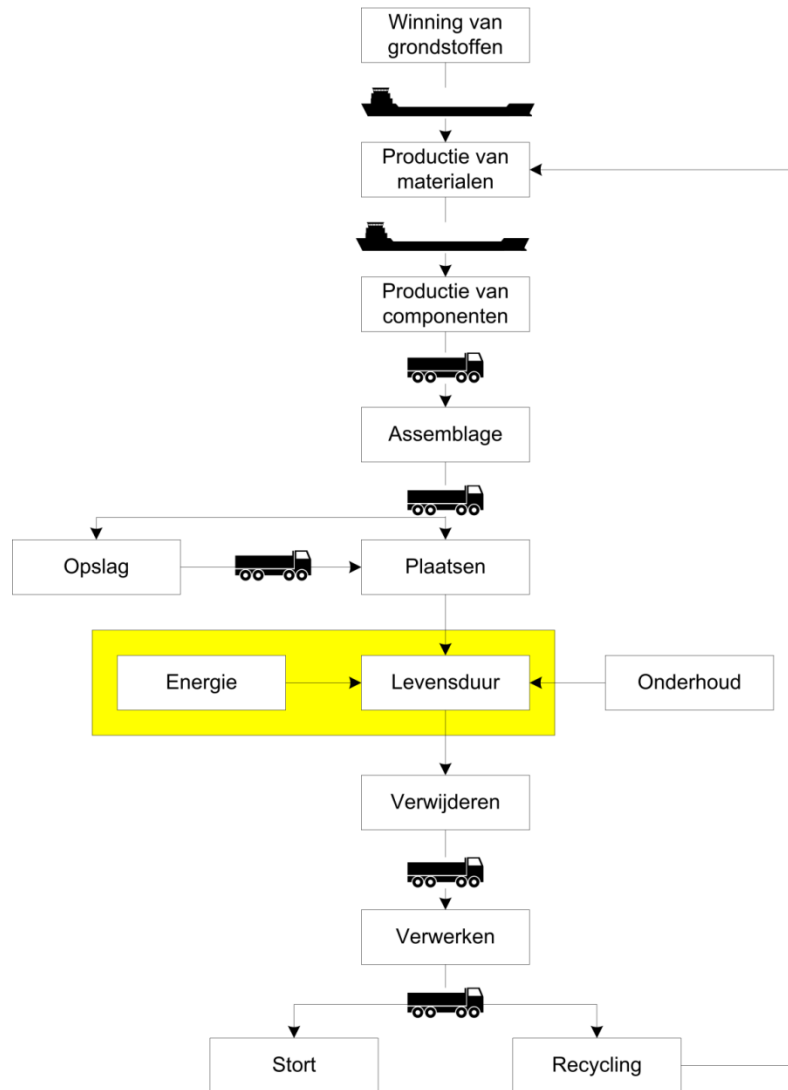 Winning van
grondstoffen
Productie van
materialen
Productie van
componenten
Assemblage
Opslag
Plaatsen
Energie
Levensduur
Onderhoud
Verwijderen
Verwerken
Stort
Recycling